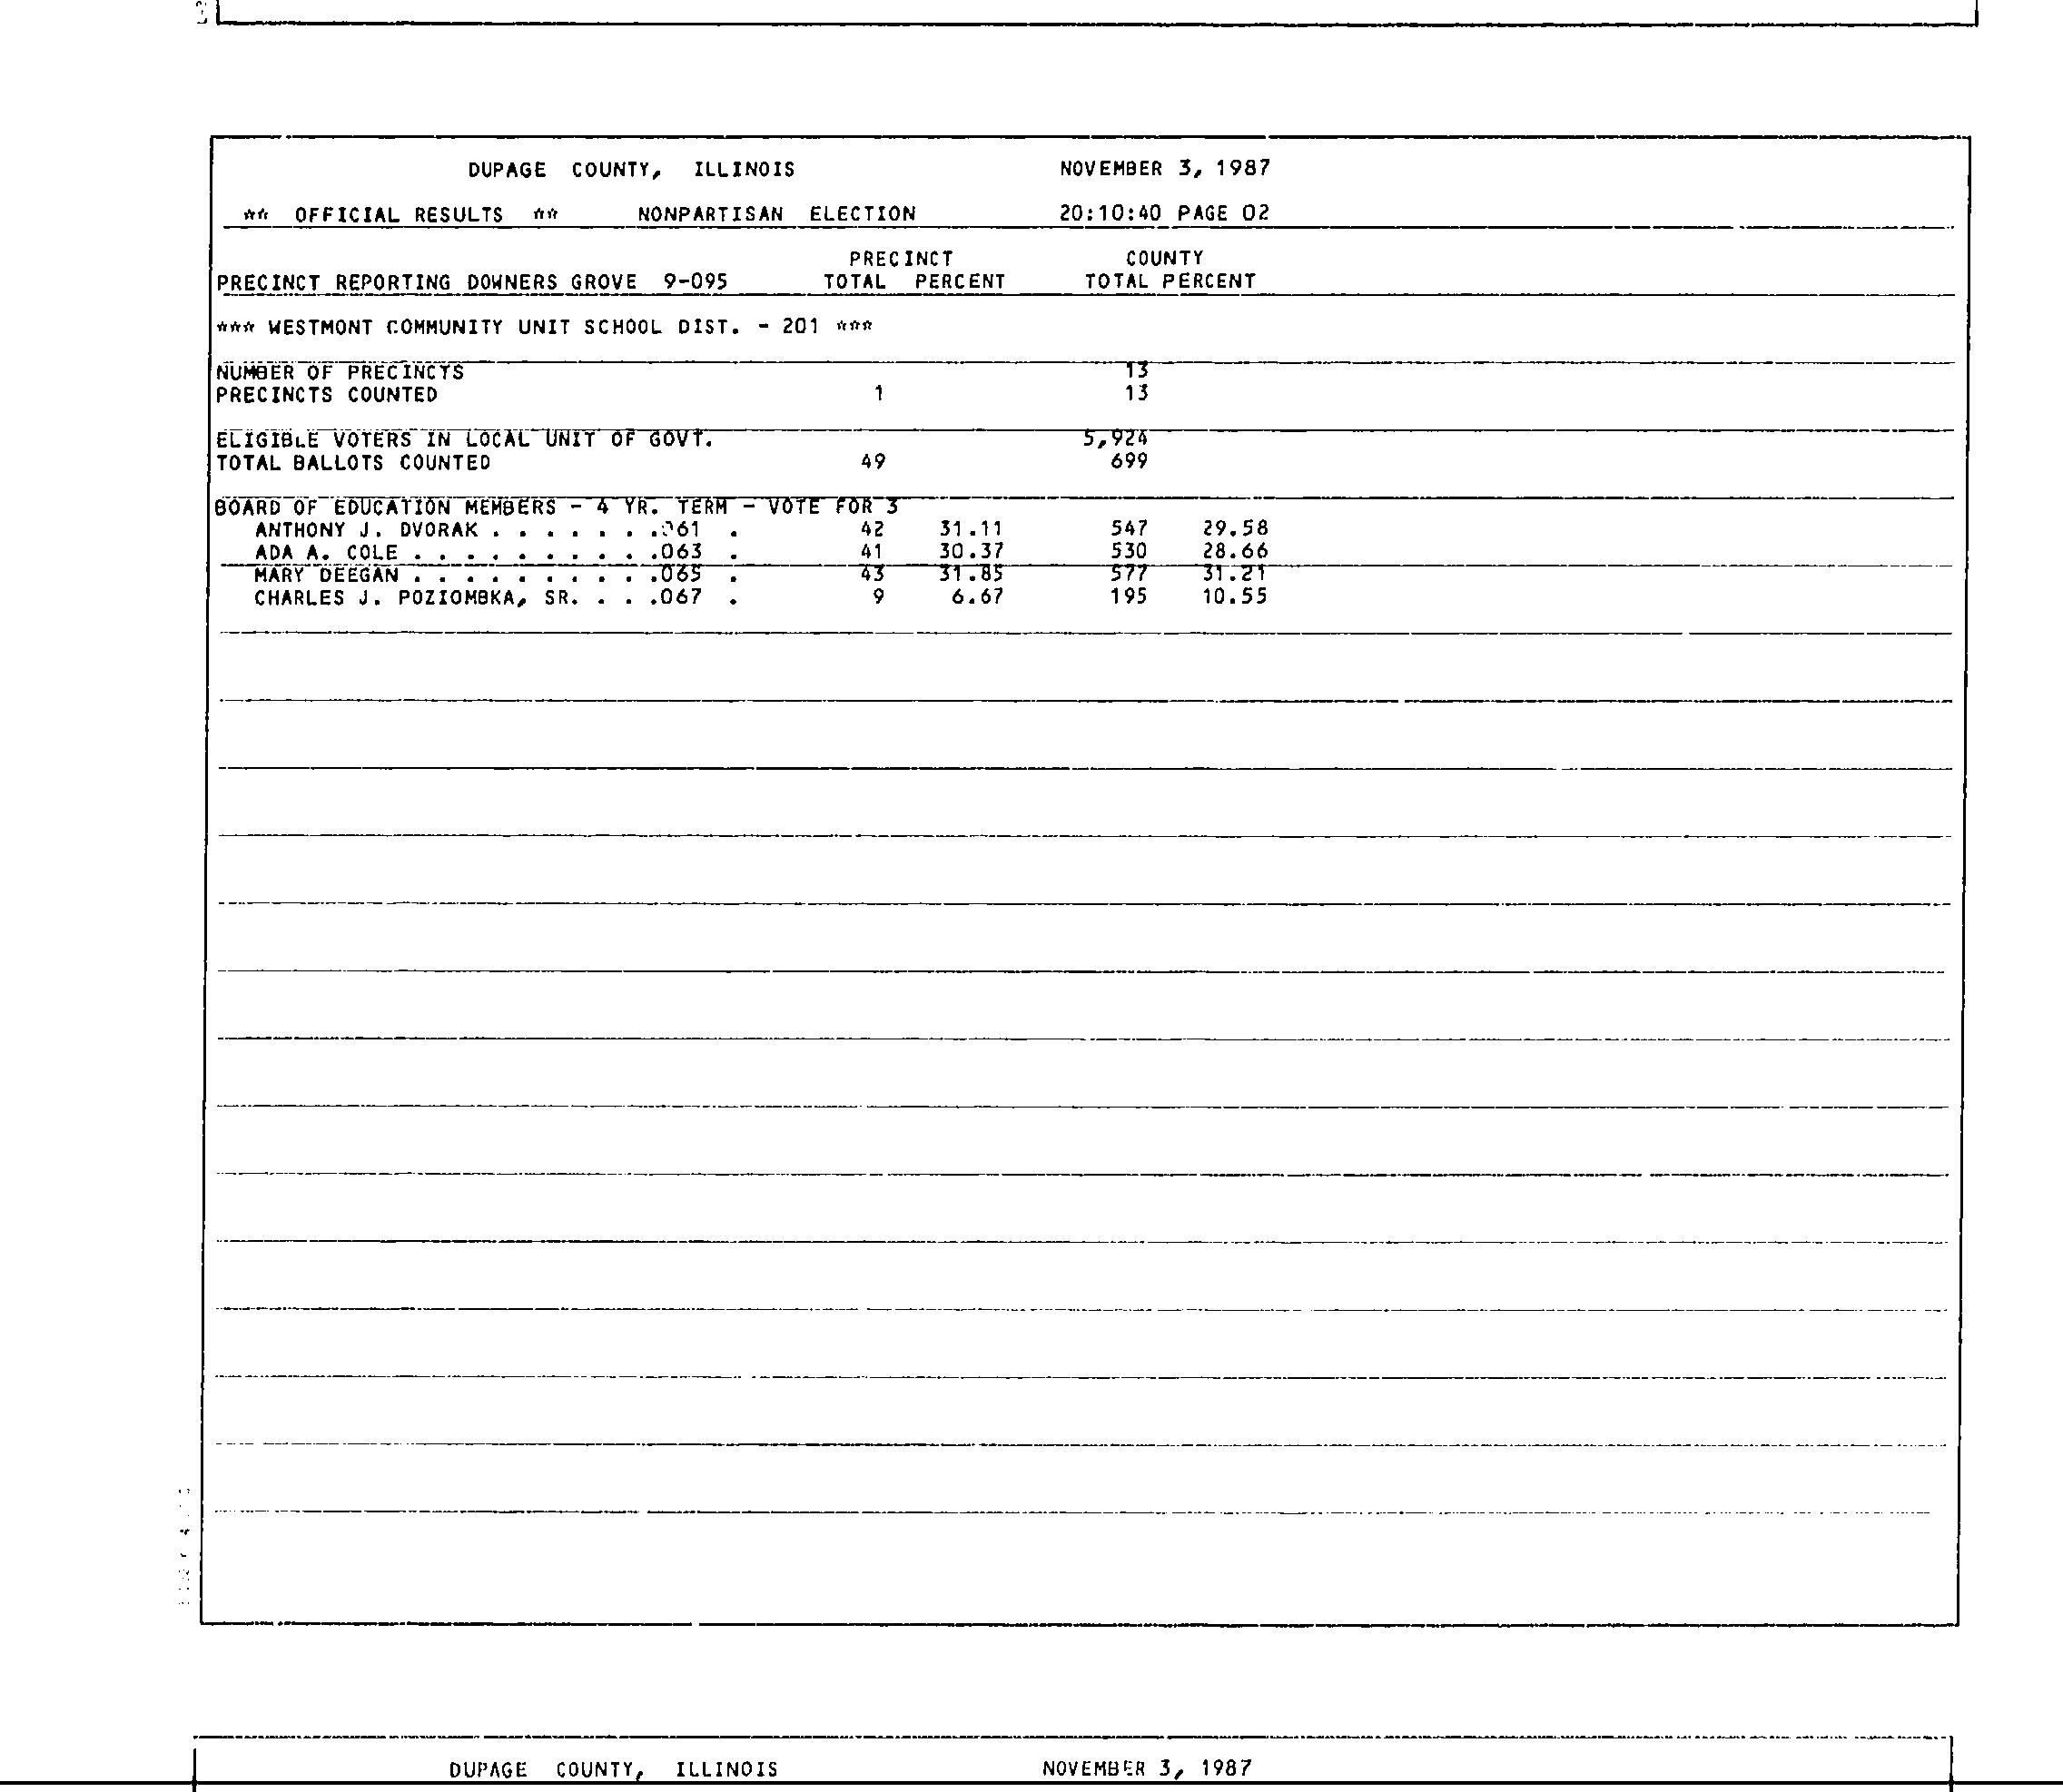 DUPAGE COUNTY, ILLINOIS NOVEMBER 3, 1987
** OFFICIAL RESULTS ** NONPARTISAN ELECTION 20:10:40 PAGE 02
PRECINCT COUNTY
PRECINCT REPORTING DOWNERS GROVE 9-095 TOTAL PERCENT TOTAL PERCENT
*** WESTMONT COMMUNITY UNIT SCHOOL DIST. - 201 ***
NUMBER OF PRECINCTS 13
PRECINCTS COUNTED 1 13
ELIGIBLE VOTERS IN LOCAL UNIT OF GOVT. 5,924
TOTAL BALLOTS COUNTED 49 699
BOARD OF EDUCATION MEMBERS - 4 YR. TERM - VOTE FOR 3
ANTHONY J. DVORAK . . . . . . .061 . 42 31.11 547 29.58
ADA A. COLE . . . . . . . . . .063 . 41 30.37 530 28.66
MARY DEEGAN . . . . . . . . . .065 . 43 31.85 577 31.21
CHARLES J. POZIOMBKA, SR. . . .067 . 9 6.67 195 10.55
DUPAGE COUNTY, ILLINOIS NOVEMBER 3, 1987